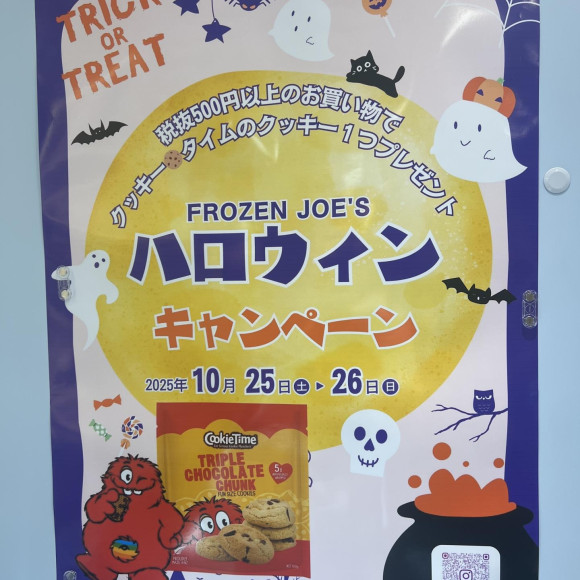 TRICK
OR
TREAT
税抜500円以上のお買い物で
クッキータイムのクッキー1つプレゼント
FROZEN JOE'S
ハロウィン
キャンペーン
2025年 10月 25日(土) ▶ 26日(日)
CookieTime
TRIPLE
CHOCOLATE
CHUNK
FUN SIZE COOKIES